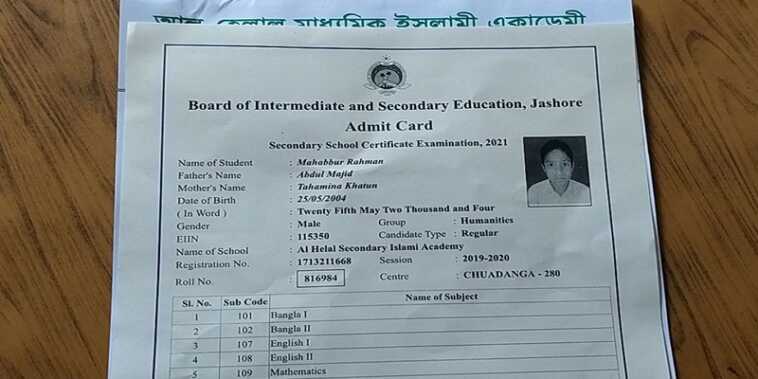 আল হেলাল মাধ্যমিক ইসলামী একাডেমী
Board of Intermediate and Secondary Education, Jashore
Admit Card
Secondary School Certificate Examination, 2021
Name of Student : Mahabbur Rahman
Father's Name : Abdul Majid
Mother's Name : Tahamina Khatun
Date of Birth : 25/05/2004
( In Word ) : Twenty Fifth May Two Thousand and Four
Gender : Male Group : Humanities
EIIN : 115350 Candidate Type : Regular
Name of School : Al Helal Secondary Islami Academy
Registration No. : 1713211668 Session : 2019-2020
Roll No. : 816984 Centre : CHUADANGA - 280
Sl. No. Sub Code Name of Subject
1 101 Bangla I
2 102 Bangla II
3 107 English I
4 108 English II
5 109 Mathematics